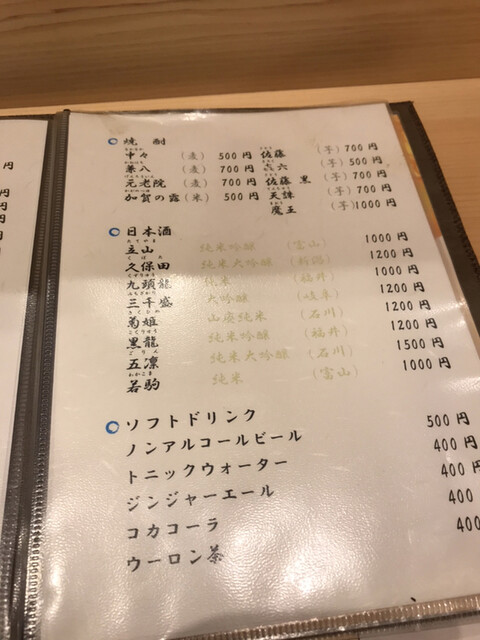 焼 酎
中々 (麦) 500円 佐藤 (芋) 700円
兼八 (麦) 700円 㐂六 (芋) 500円
元老院 (麦) 700円 佐藤 黒 (芋) 700円
加賀の露 (米) 500円 天誅 (芋) 700円
魔王 (芋) 1000円
日本酒
立山 純米吟醸 (富山) 1000円
久保田 純米大吟醸 (新潟) 1200円
九頭龍 純米 (福井) 1000円
三千盛 大吟醸 (岐阜) 1200円
菊姫 山廃純米 (石川) 1200円
黒龍 純米吟醸 (福井) 1200円
五凛 純米大吟醸 (石川) 1500円
若駒 純米 (富山) 1000円
ソフトドリンク
ノンアルコールビール 500円
トニックウォーター 400円
ジンジャーエール 400円
コカコーラ 400
ウーロン茶 400